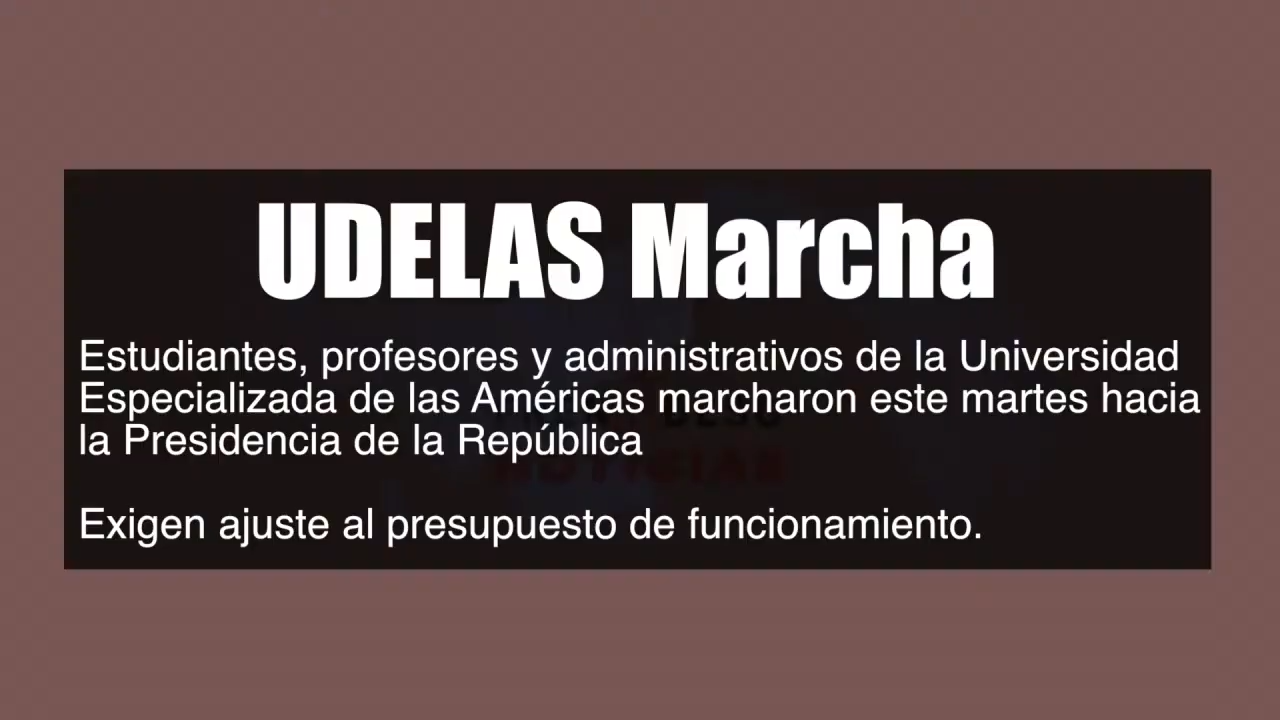 UDELAS Marcha
Estudiantes, profesores y administrativos de la Universidad
Especializada de las Américas marcharon este martes hacia
la Presidencia de la República
Exigen ajuste al presupuesto de funcionamiento.
NOTICIAS